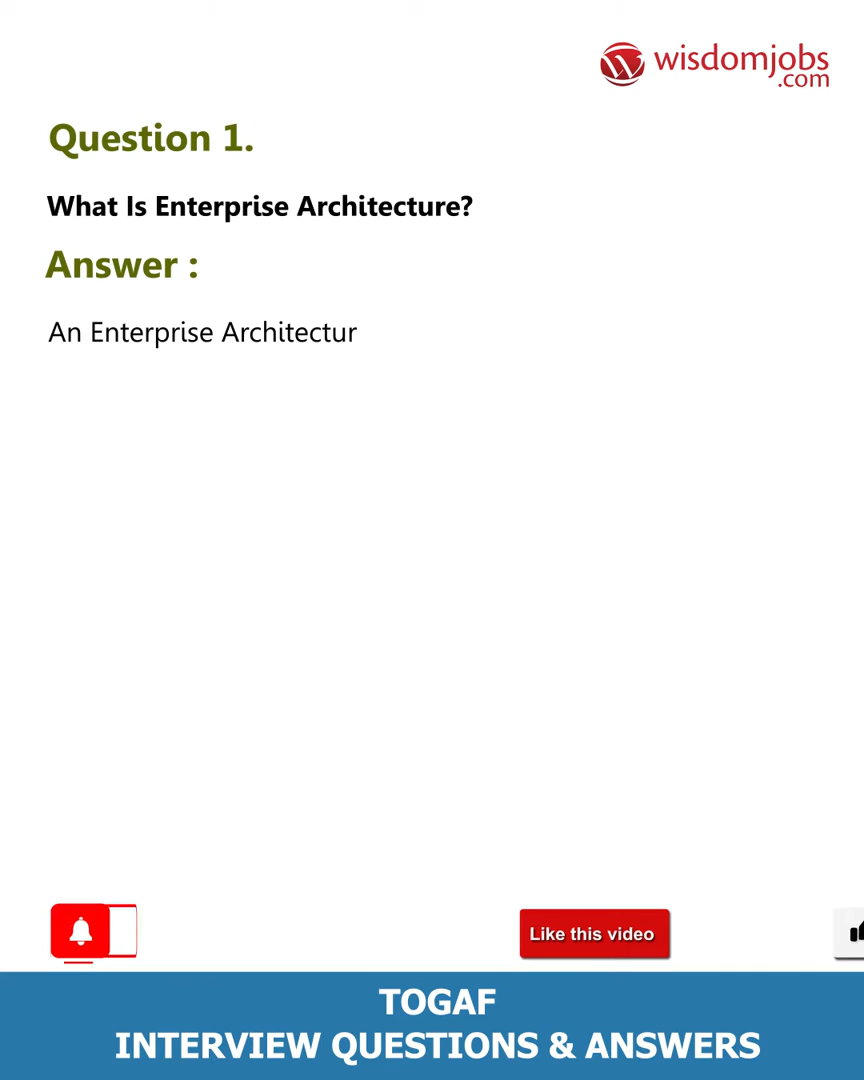 wisdomjobs
.com
Question 1.
What Is Enterprise Architecture?
Answer :
An Enterprise Architectur
Like this video
TOGAF
INTERVIEW QUESTIONS & ANSWERS